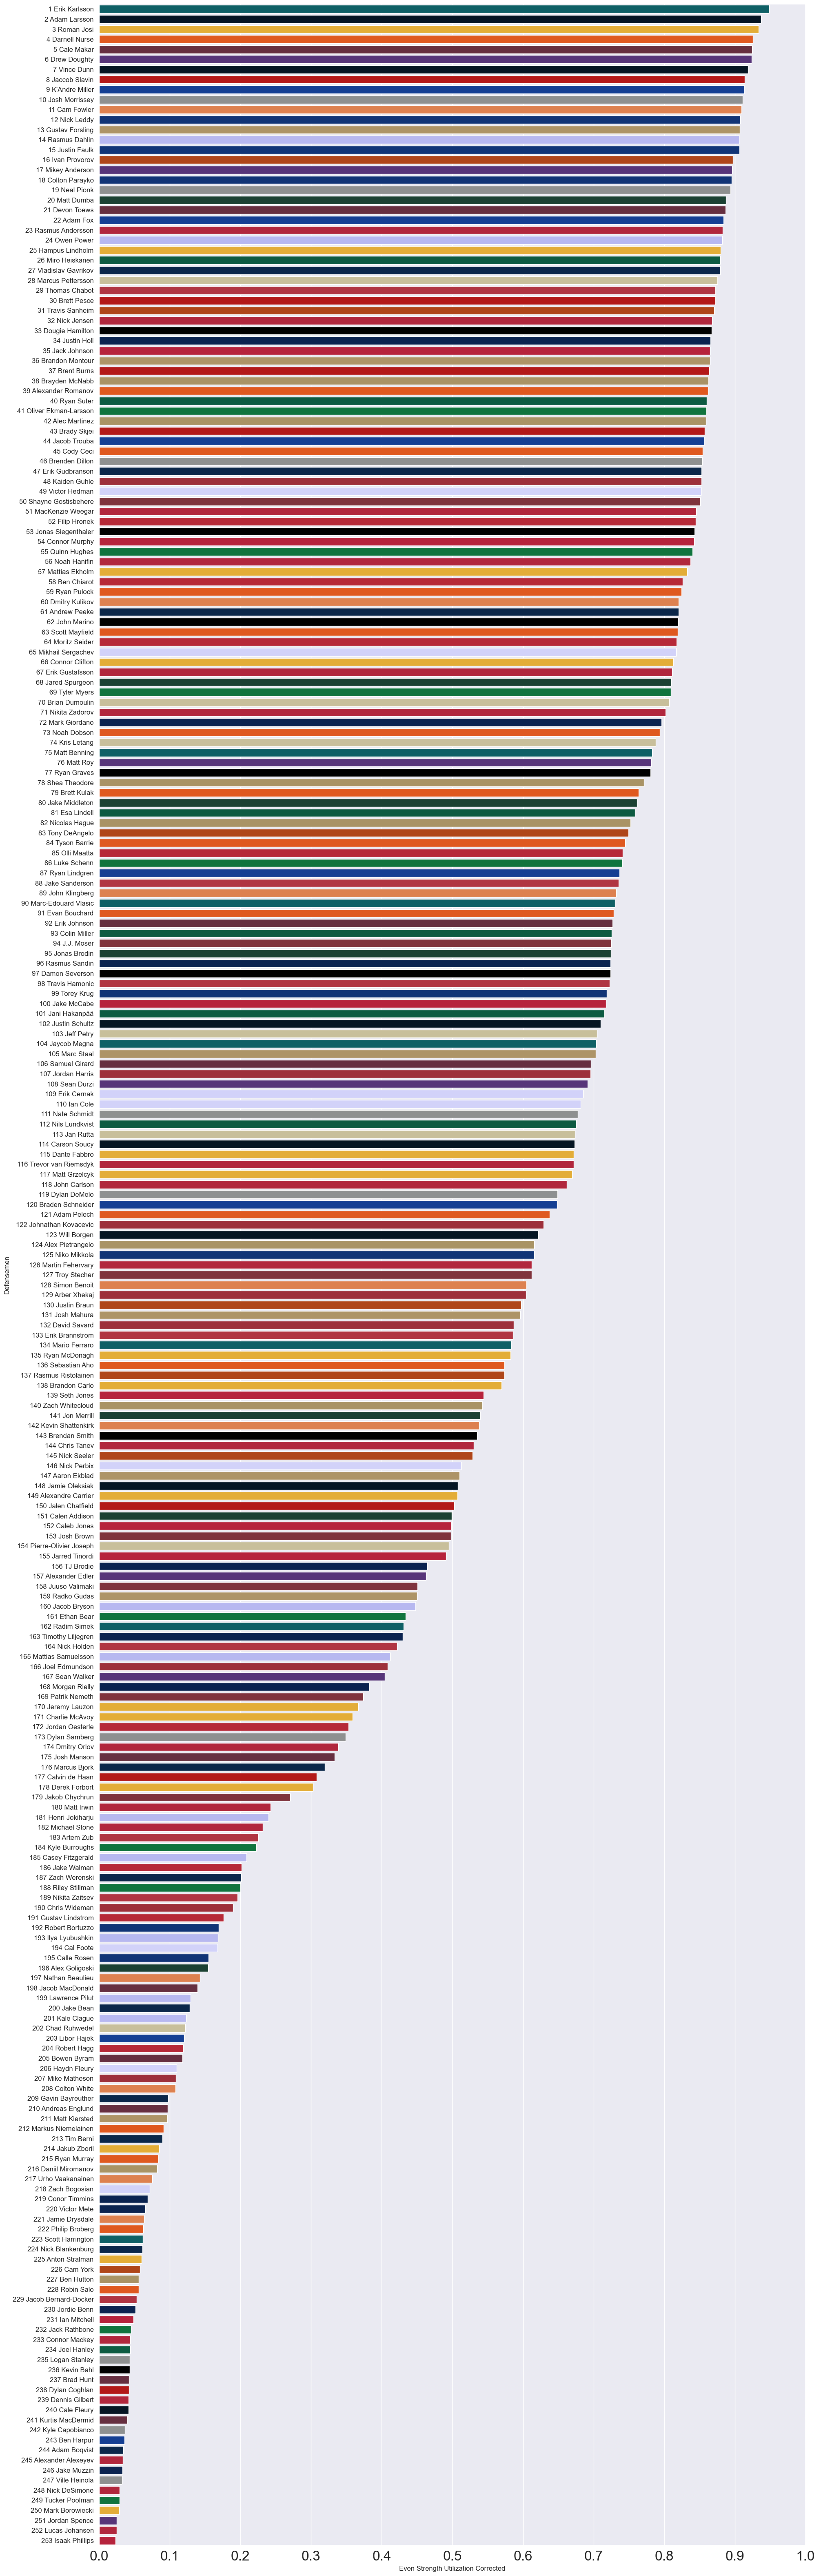 1 Erik Karlsson
2 Adam Larsson
3 Roman Josi
4 Darnell Nurse
5 Cale Makar
6 Drew Doughty
7 Vince Dunn
8 Jaccob Slavin
9 K'Andre Miller
10 Josh Morrissey
11 Cam Fowler
12 Nick Leddy
13 Gustav Forsling
14 Rasmus Dahlin
15 Justin Faulk
16 Ivan Provorov
17 Mikey Anderson
18 Colton Parayko
19 Neal Pionk
20 Matt Dumba
21 Devon Toews
22 Adam Fox
23 Rasmus Andersson
24 Owen Power
25 Hampus Lindholm
26 Miro Heiskanen
27 Vladislav Gavrikov
28 Marcus Pettersson
29 Thomas Chabot
30 Brett Pesce
31 Travis Sanheim
32 Nick Jensen
33 Dougie Hamilton
34 Justin Holl
35 Jack Johnson
36 Brandon Montour
37 Brent Burns
38 Brayden McNabb
39 Alexander Romanov
40 Ryan Suter
41 Oliver Ekman-Larsson
42 Alec Martinez
43 Brady Skjei
44 Jacob Trouba
45 Cody Ceci
46 Brenden Dillon
47 Erik Gudbranson
48 Kaiden Guhle
49 Victor Hedman
50 Shayne Gostisbehere
51 MacKenzie Weegar
52 Filip Hronek
53 Jonas Siegenthaler
54 Connor Murphy
55 Quinn Hughes
56 Noah Hanifin
57 Mattias Ekholm
58 Ben Chiarot
59 Ryan Pulock
60 Dmitry Kulikov
61 Andrew Peeke
62 John Marino
63 Scott Mayfield
64 Moritz Seider
65 Mikhail Sergachev
66 Connor Clifton
67 Erik Gustafsson
68 Jared Spurgeon
69 Tyler Myers
70 Brian Dumoulin
71 Nikita Zadorov
72 Mark Giordano
73 Noah Dobson
74 Kris Letang
75 Matt Benning
76 Matt Roy
77 Ryan Graves
78 Shea Theodore
79 Brett Kulak
80 Jake Middleton
81 Esa Lindell
82 Nicolas Hague
83 Tony DeAngelo
84 Tyson Barrie
85 Olli Maatta
86 Luke Schenn
87 Ryan Lindgren
88 Jake Sanderson
89 John Klingberg
90 Marc-Edouard Vlasic
91 Evan Bouchard
92 Erik Johnson
93 Colin Miller
94 J.J. Moser
95 Jonas Brodin
96 Rasmus Sandin
97 Damon Severson
98 Travis Hamonic
99 Torey Krug
100 Jake McCabe
101 Jani Hakanpää
102 Justin Schultz
103 Jeff Petry
104 Jaycob Megna
105 Marc Staal
106 Samuel Girard
107 Jordan Harris
108 Sean Durzi
109 Erik Cernak
110 Ian Cole
111 Nate Schmidt
112 Nils Lundkvist
113 Jan Rutta
114 Carson Soucy
115 Dante Fabbro
116 Trevor van Riemsdyk
117 Matt Grzelcyk
118 John Carlson
119 Dylan DeMelo
120 Braden Schneider
121 Adam Pelech
122 Johnathan Kovacevic
123 Will Borgen
124 Alex Pietrangelo
125 Niko Mikkola
126 Martin Fehervary
127 Troy Stecher
128 Simon Benoit
129 Arber Xhekaj
130 Justin Braun
131 Josh Mahura
132 David Savard
133 Erik Brannstrom
134 Mario Ferraro
135 Ryan McDonagh
136 Sebastian Aho
137 Rasmus Ristolainen
138 Brandon Carlo
139 Seth Jones
140 Zach Whitecloud
141 Jon Merrill
142 Kevin Shattenkirk
143 Brendan Smith
144 Chris Tanev
145 Nick Seeler
146 Nick Perbix
147 Aaron Ekblad
148 Jamie Oleksiak
149 Alexandre Carrier
150 Jalen Chatfield
151 Calen Addison
152 Caleb Jones
153 Josh Brown
154 Pierre-Olivier Joseph
155 Jarred Tinordi
156 TJ Brodie
157 Alexander Edler
158 Juuso Valimaki
159 Radko Gudas
160 Jacob Bryson
161 Ethan Bear
162 Radim Simek
163 Timothy Liljegren
164 Nick Holden
165 Mattias Samuelsson
166 Joel Edmundson
167 Sean Walker
168 Morgan Rielly
169 Patrik Nemeth
170 Jeremy Lauzon
171 Charlie McAvoy
172 Jordan Oesterle
173 Dylan Samberg
174 Dmitry Orlov
175 Josh Manson
176 Marcus Bjork
177 Calvin de Haan
178 Derek Forbort
179 Jakob Chychrun
180 Matt Irwin
181 Henri Jokiharju
182 Michael Stone
183 Artem Zub
184 Kyle Burroughs
185 Casey Fitzgerald
186 Jake Walman
187 Zach Werenski
188 Riley Stillman
189 Nikita Zaitsev
190 Chris Wideman
191 Gustav Lindstrom
192 Robert Bortuzzo
193 Ilya Lyubushkin
194 Cal Foote
195 Calle Rosen
196 Alex Goligoski
197 Nathan Beaulieu
198 Jacob MacDonald
199 Lawrence Pilut
200 Jake Bean
201 Kale Clague
202 Chad Ruhwedel
203 Libor Hajek
204 Robert Hagg
205 Bowen Byram
206 Haydn Fleury
207 Mike Matheson
208 Colton White
209 Gavin Bayreuther
210 Andreas Englund
211 Matt Kiersted
212 Markus Niemelainen
213 Tim Berni
214 Jakub Zboril
215 Ryan Murray
216 Daniil Miromanov
217 Urho Vaakanainen
218 Zach Bogosian
219 Conor Timmins
220 Victor Mete
221 Jamie Drysdale
222 Philip Broberg
223 Scott Harrington
224 Nick Blankenburg
225 Anton Stralman
226 Cam York
227 Ben Hutton
228 Robin Salo
229 Jacob Bernard-Docker
230 Jordie Benn
231 Ian Mitchell
232 Jack Rathbone
233 Connor Mackey
234 Joel Hanley
235 Logan Stanley
236 Kevin Bahl
237 Brad Hunt
238 Dylan Coghlan
239 Dennis Gilbert
240 Cale Fleury
241 Kurtis MacDermid
242 Kyle Capobianco
243 Ben Harpur
244 Adam Boqvist
245 Alexander Alexeyev
246 Jake Muzzin
247 Ville Heinola
248 Nick DeSimone
249 Tucker Poolman
250 Mark Borowiecki
251 Jordan Spence
252 Lucas Johansen
253 Isaak Phillips
Defensemen
0.0 0.1 0.2 0.3 0.4 0.5 0.6 0.7 0.8 0.9 1.0
Even Strength Utilization Corrected